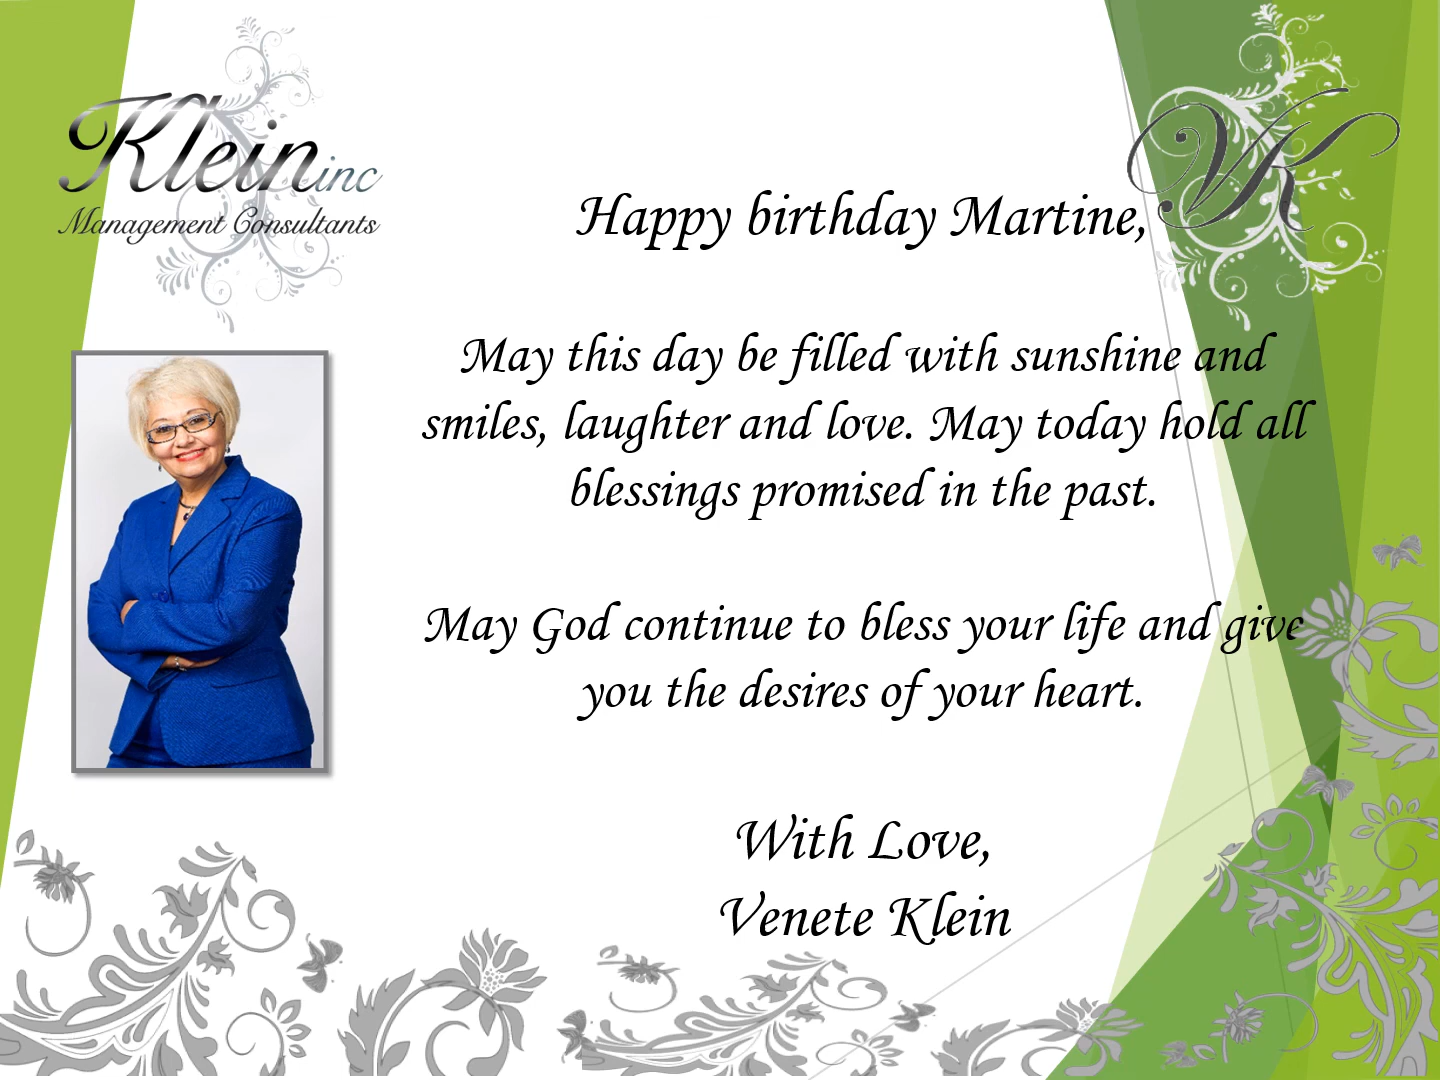 Klein inc
Management Consultants
VK
Happy birthday Martine,
May this day be filled with sunshine and
smiles, laughter and love. May today hold all
blessings promised in the past.
May God continue to bless your life and give
you the desires of your heart.
With Love,
Venete Klein